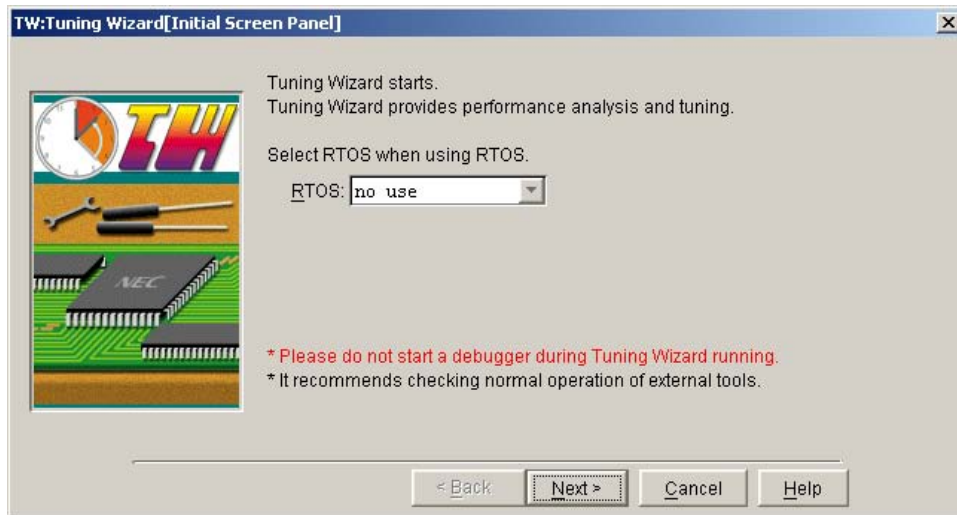 TW:Tuning Wizard[Initial Screen Panel]
TW
NEC
Tuning Wizard starts.
Tuning Wizard provides performance analysis and tuning.
Select RTOS when using RTOS.
RTOS: no use
* Please do not start a debugger during Tuning Wizard running.
* It recommends checking normal operation of external tools.
< Back
Next >
Cancel
Help